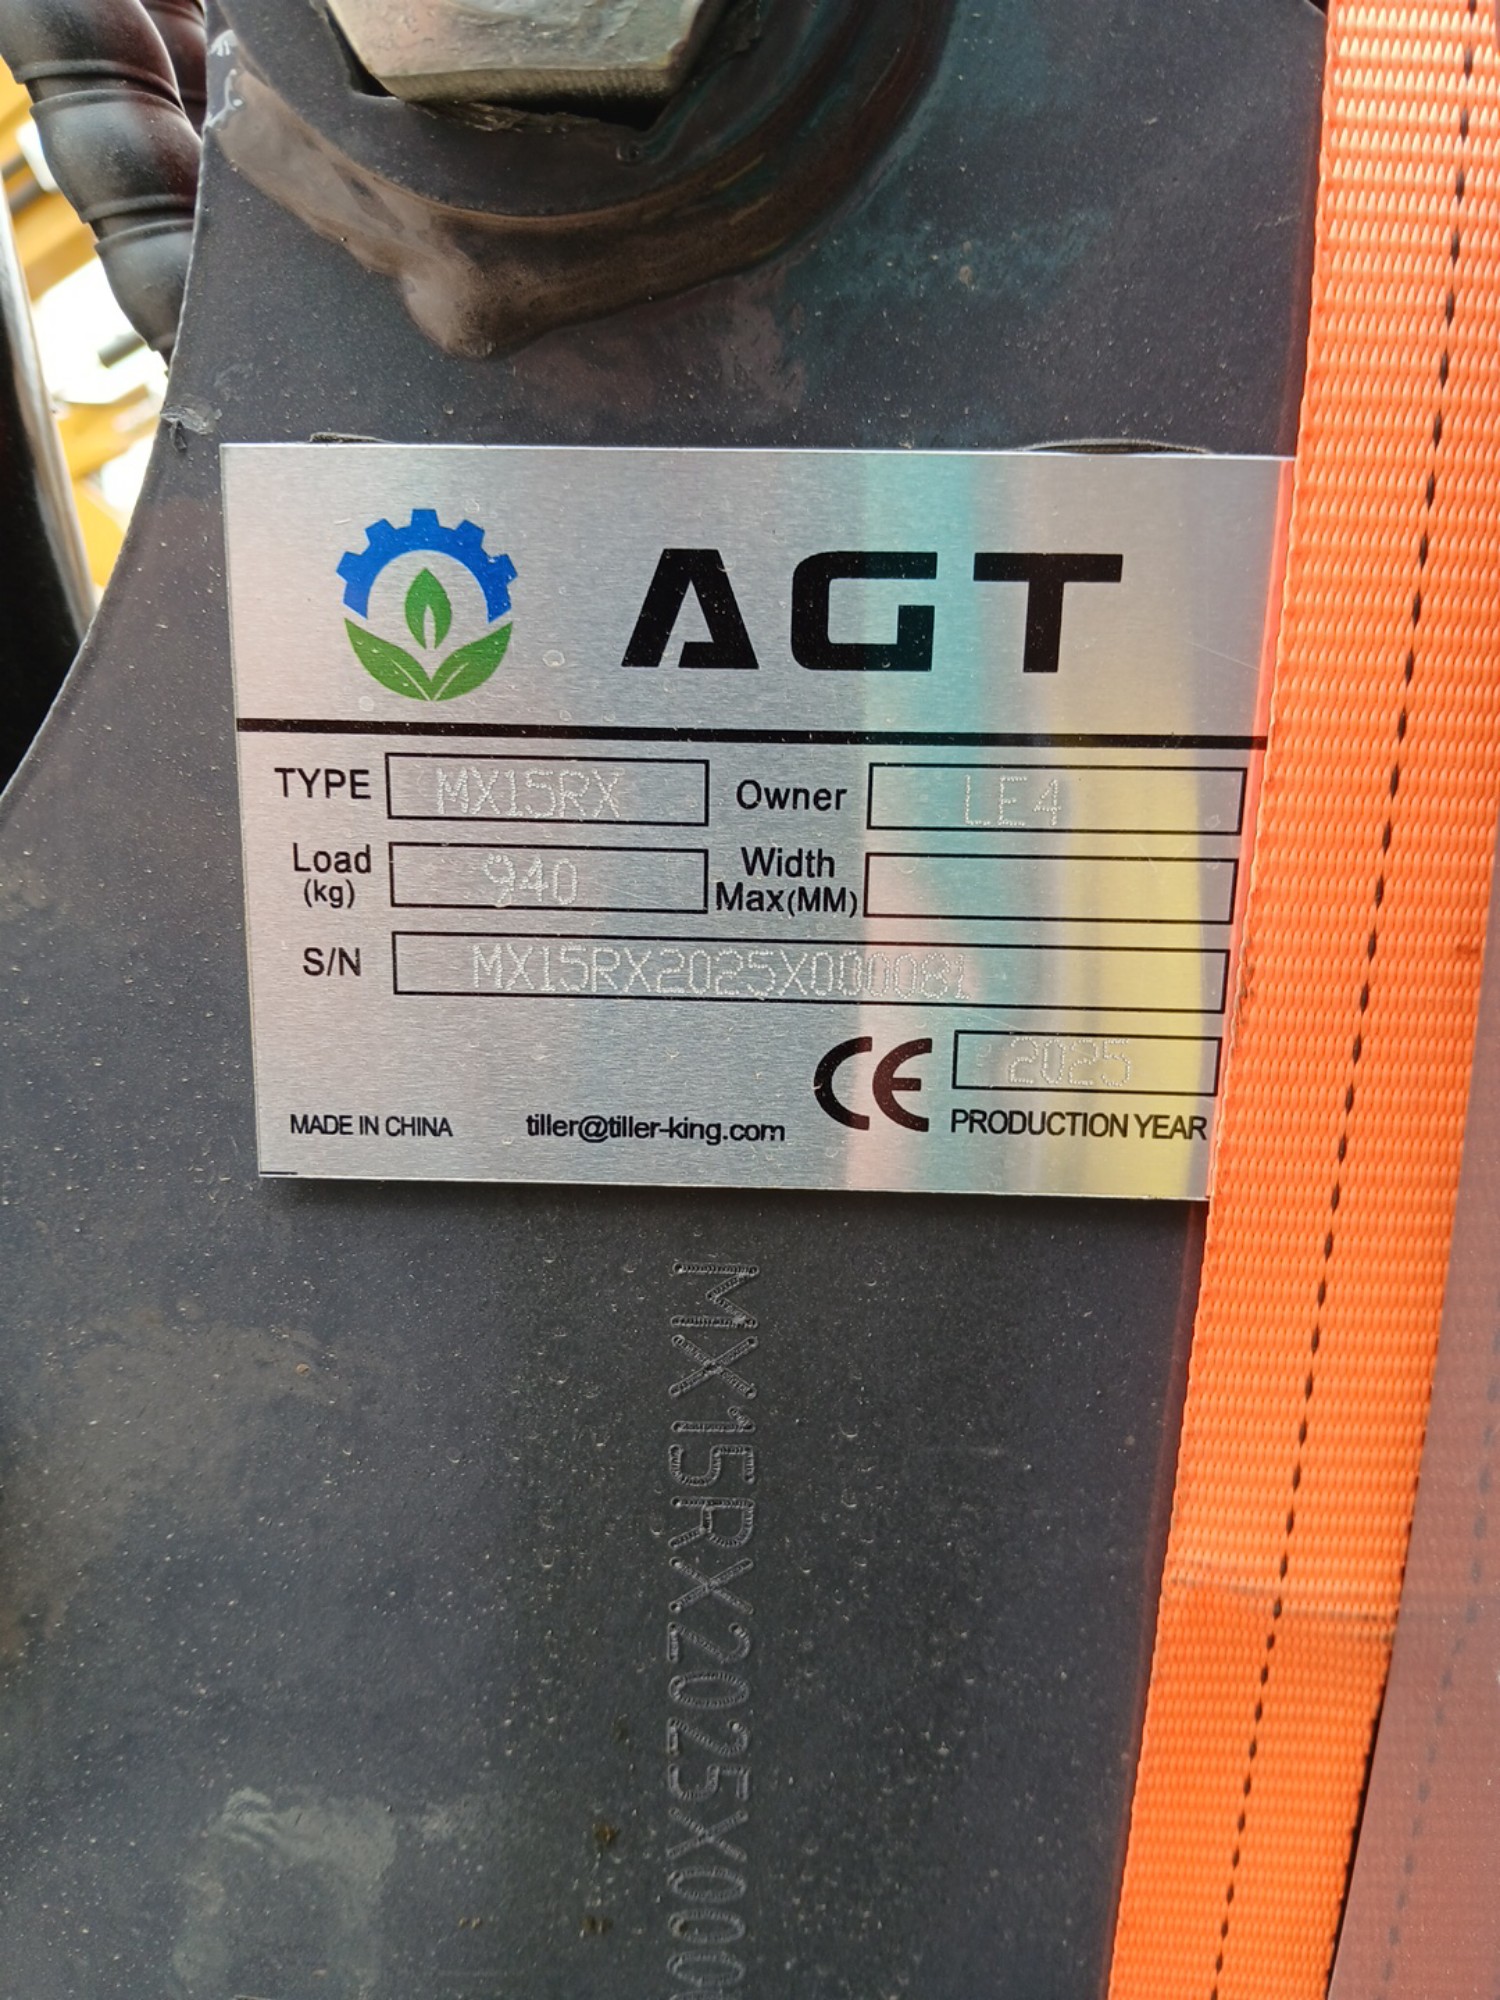 AGT
TYPE MX15RX Owner LE4
Load (kg) 940 Width Max(MM)
S/N MX15RX2025X000081
CE 2025
MADE IN CHINA tiller@tiller-king.com PRODUCTION YEAR
MX15RX2025X000